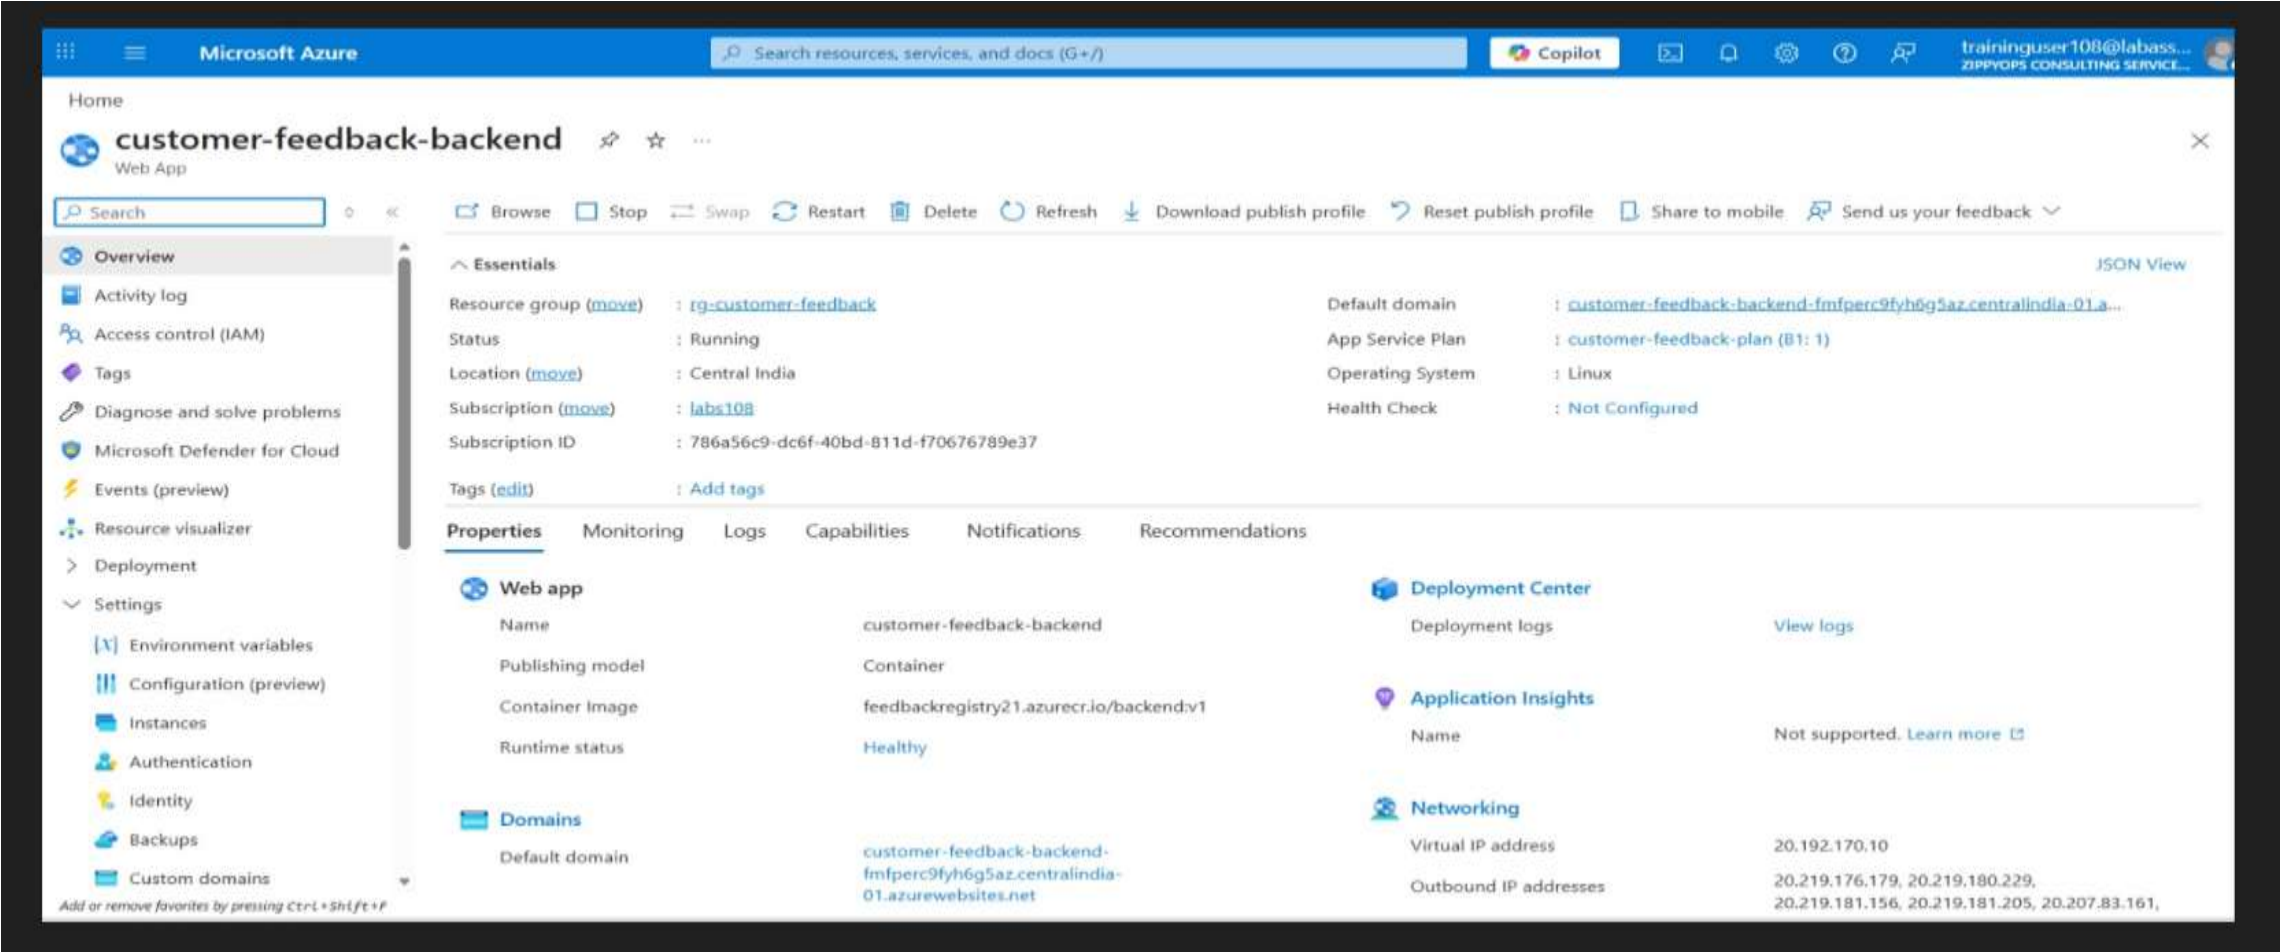 Microsoft Azure
Search resources, services, and docs (G+/)
Copilot
traininguser108@labass...
ZIPPYOPS CONSULTING SERVICE...
Home
customer-feedback-backend
...
Web App
Search
Browse Stop Swap Restart Delete Refresh Download publish profile Reset publish profile Share to mobile Send us your feedback
Overview
Activity log
Access control (IAM)
Tags
Diagnose and solve problems
Microsoft Defender for Cloud
Events (preview)
Resource visualizer
Deployment
Settings
Environment variables
Configuration (preview)
Instances
Authentication
Identity
Backups
Custom domains
Add or remove favorites by pressing Ctrl+Shift+F
Essentials
JSON View
Resource group (move) : rg-customer-feedback
Status : Running
Location (move) : Central India
Subscription (move) : labs108
Subscription ID : 786a56c9-dc6f-40bd-811d-f70676789e37
Tags (edit) : Add tags
Default domain : customer-feedback-backend-fmfperc9fyh6g5az.centralindia-01.a...
App Service Plan : customer-feedback-plan (B1: 1)
Operating System : Linux
Health Check : Not Configured
Properties Monitoring Logs Capabilities Notifications Recommendations
Web app
Name customer-feedback-backend
Publishing model Container
Container Image feedbackregistry21.azurecr.io/backend:v1
Runtime status Healthy
Domains
Default domain customer-feedback-backend-
fmfperc9fyh6g5az.centralindia-
01.azurewebsites.net
Deployment Center
Deployment logs View logs
Application Insights
Name Not supported. Learn more
Networking
Virtual IP address 20.192.170.10
Outbound IP addresses 20.219.176.179, 20.219.180.229,
20.219.181.156, 20.219.181.205, 20.207.83.161,